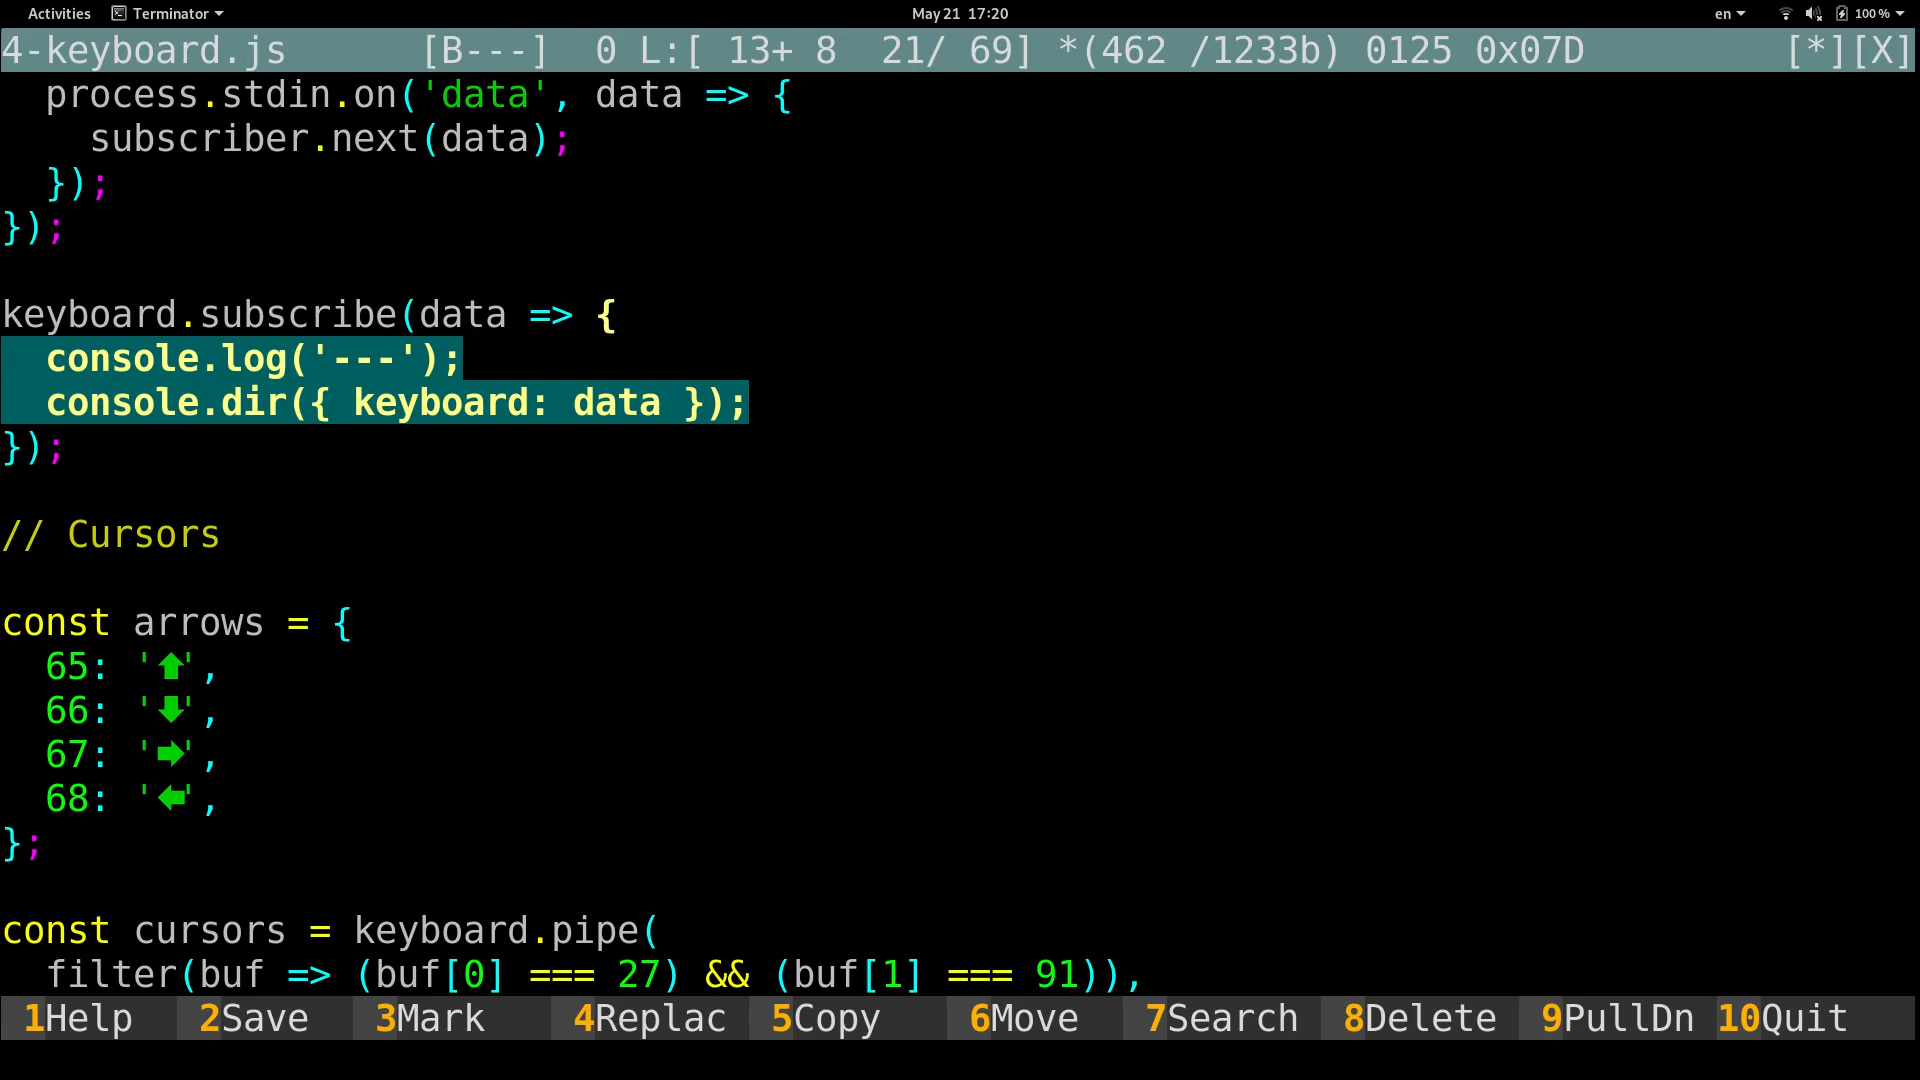 Activities Terminator May 21 17:20 en 100 %
4-keyboard.js [B---] 0 L:[ 13+ 8 21/ 69] *(462 /1233b) 0125 0x07D [*][X]
process.stdin.on('data', data => {
subscriber.next(data);
});
});
keyboard.subscribe(data => {
console.log('---');
console.dir({ keyboard: data });
});
// Cursors
const arrows = {
65: '🡅',
66: '🡇',
67: '🡆',
68: '🡄',
};
const cursors = keyboard.pipe(
filter(buf => (buf[0] === 27) && (buf[1] === 91)),
1Help 2Save 3Mark 4Replac 5Copy 6Move 7Search 8Delete 9PullDn 10Quit